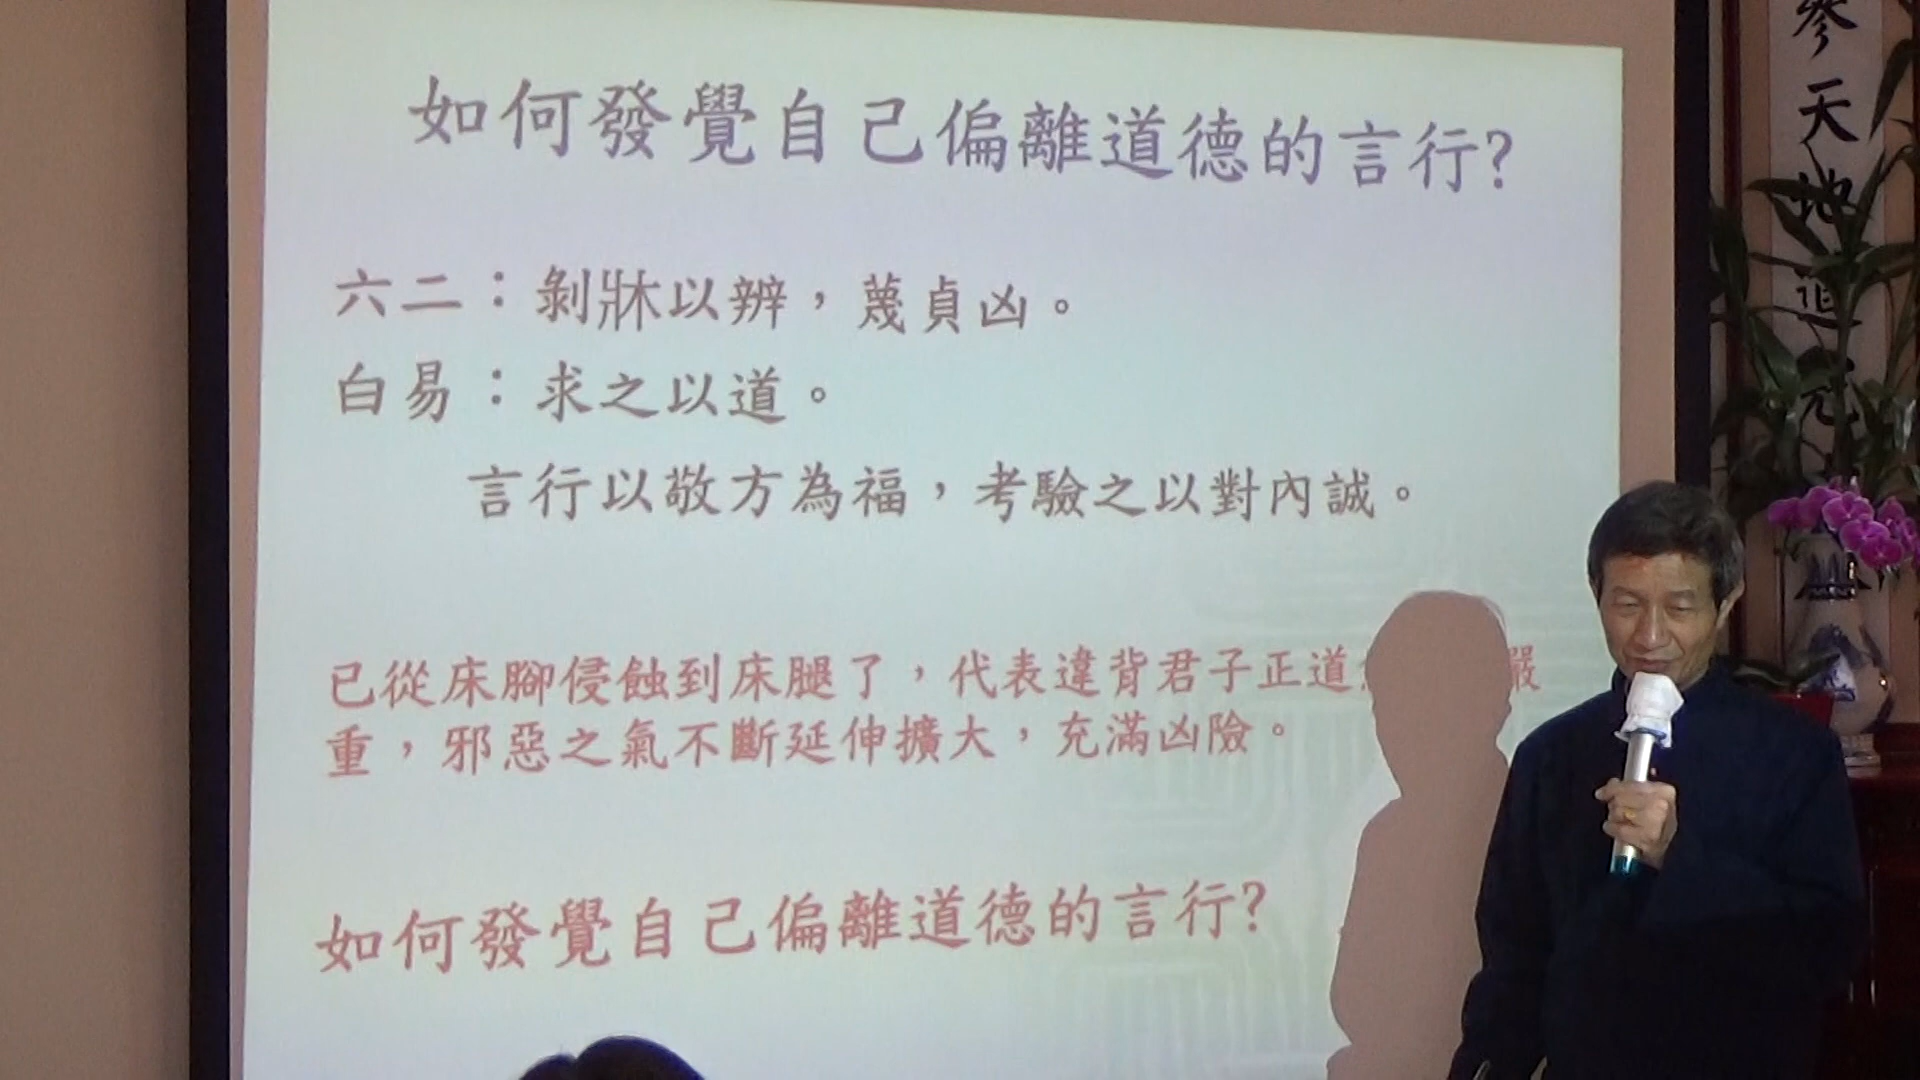 如何發覺自己偏離道德的言行?
六二：剝牀以辨，蔑貞凶。
白易：求之以道。
言行以敬方為福，考驗之以對內誠。
已從床腳侵蝕到床腿了，代表違背君子正道 嚴
重，邪惡之氣不斷延伸擴大，充滿凶險。
如何發覺自己偏離道德的言行?
參天地道元